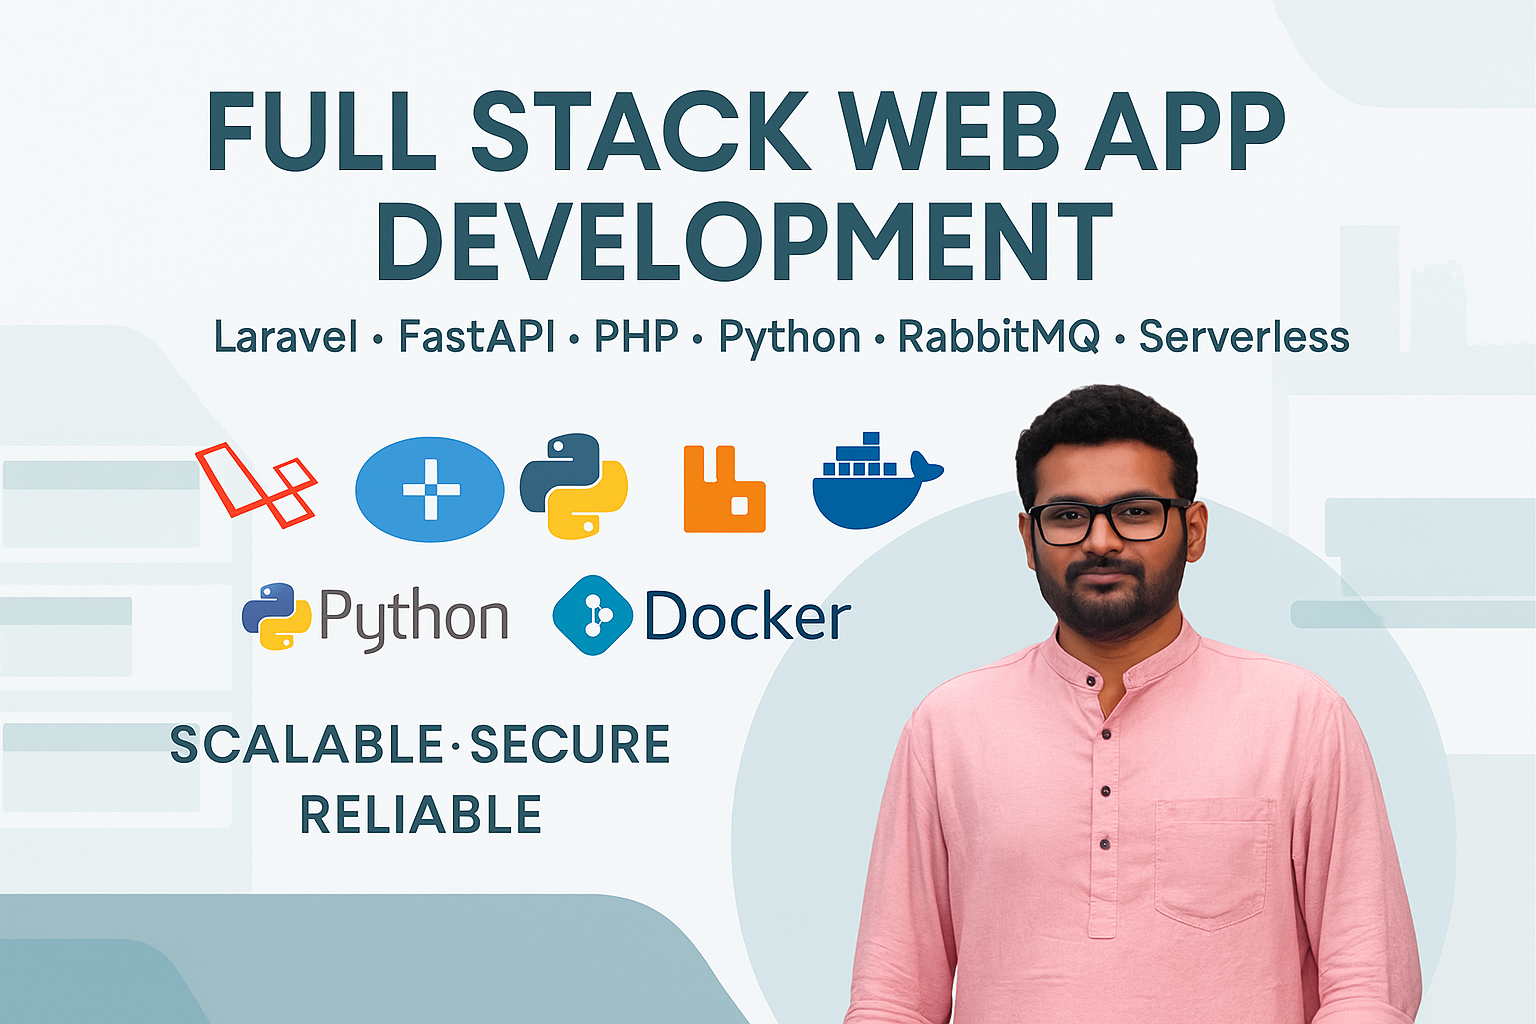 FULL STACK WEB APP
DEVELOPMENT
Laravel • FastAPI • PHP • Python • RabbitMQ • Serverless
Python
Docker
SCALABLE·SECURE
RELIABLE